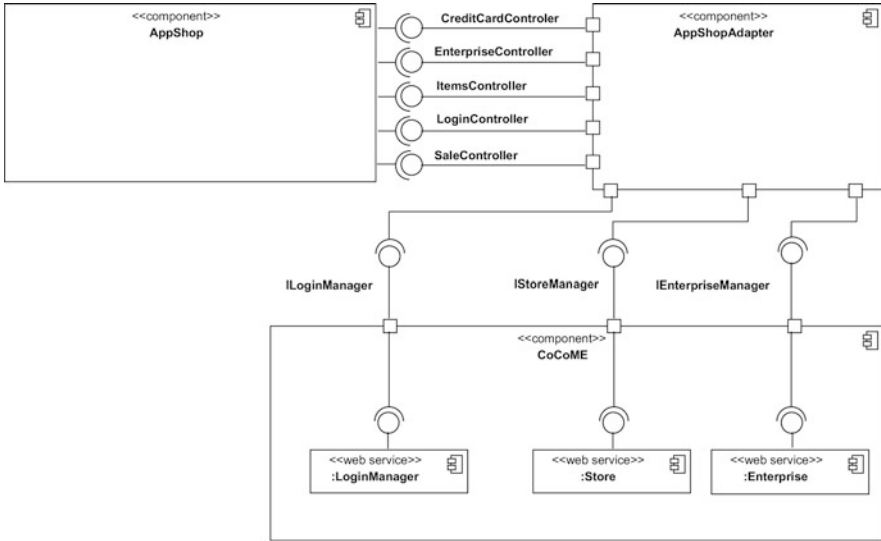 <<component>>
AppShop
CreditCardControler
EnterpriseController
ItemsController
LoginController
SaleController
<<component>>
AppShopAdapter
ILoginManager
IStoreManager
IEnterpriseManager
<<component>>
CoCoME
<<web service>>
:LoginManager
<<web service>>
:Store
<<web service>>
:Enterprise